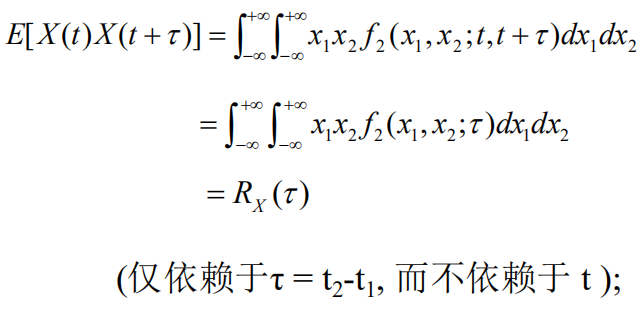 E[X(t)X(t+τ)] = ∫_{-∞}^{+∞} ∫_{-∞}^{+∞} x₁x₂f₂(x₁,x₂;t,t+τ)dx₁dx₂
= ∫_{-∞}^{+∞} ∫_{-∞}^{+∞} x₁x₂f₂(x₁,x₂;τ)dx₁dx₂
= R_X(τ)
(仅依赖于τ = t₂-t₁, 而不依赖于 t );